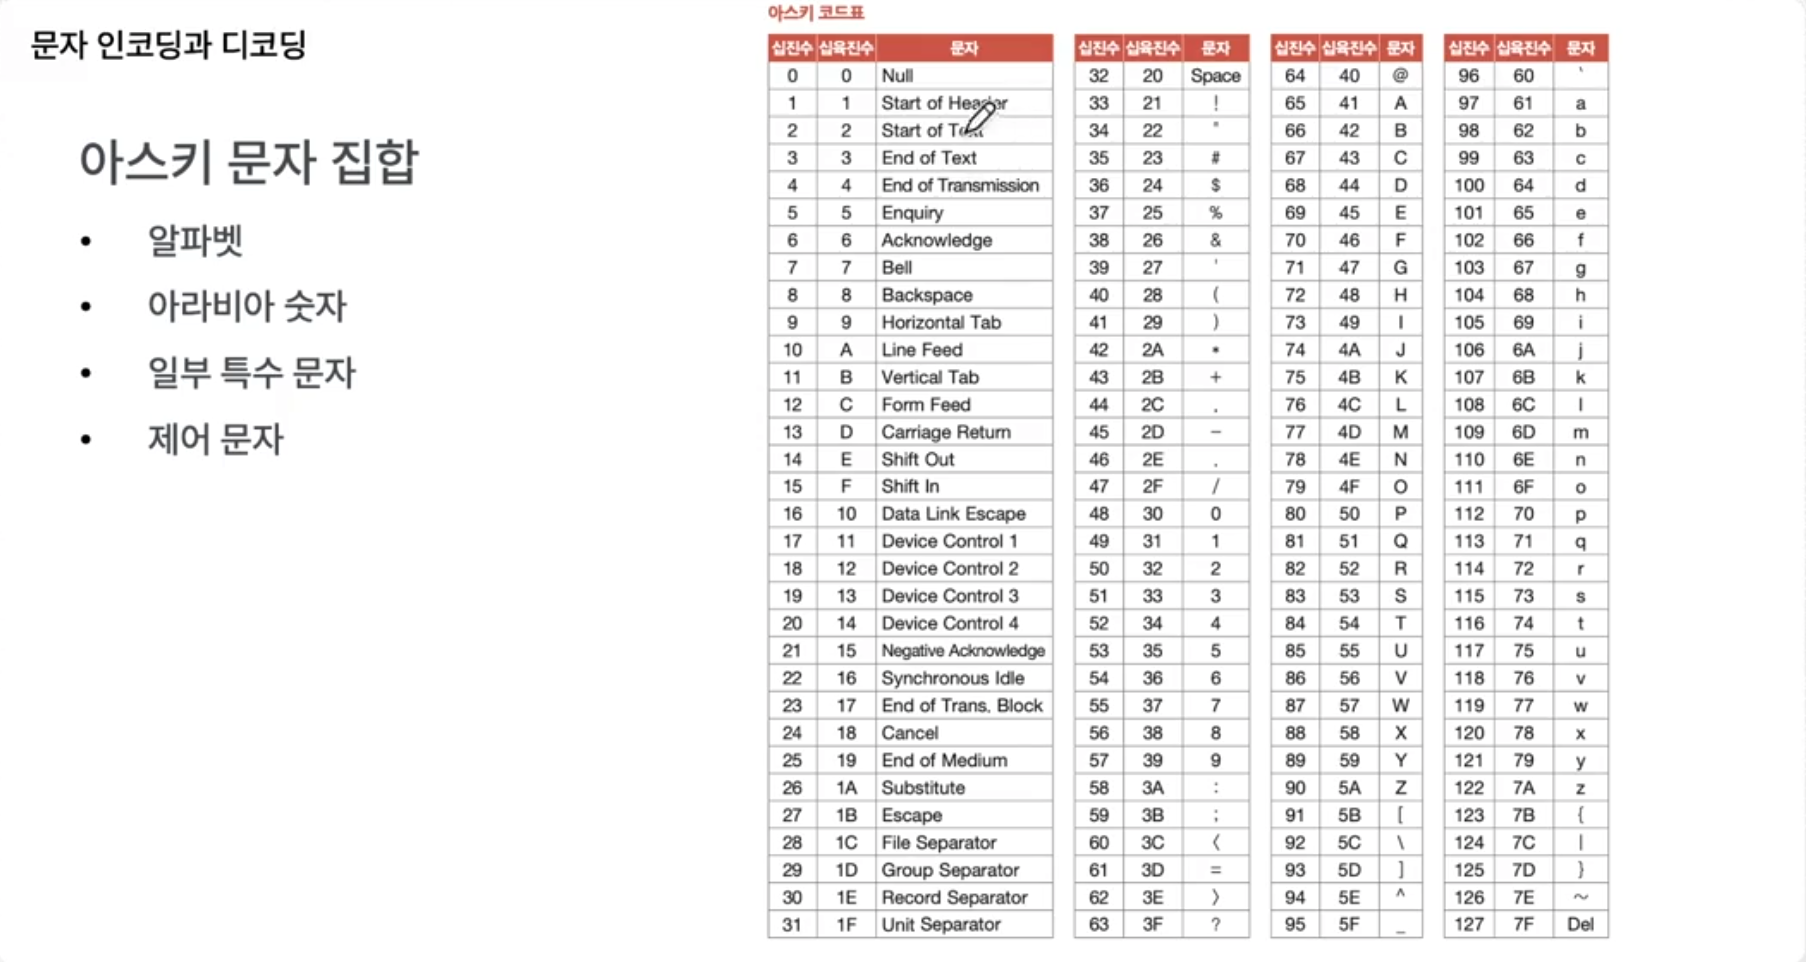 문자 인코딩과 디코딩
아스키 문자 집합
• 알파벳
• 아라비아 숫자
• 일부 특수 문자
• 제어 문자
아스키 코드표
십진수 십육진수 문자
0 0 Null
1 1 Start of Header
2 2 Start of Text
3 3 End of Text
4 4 End of Transmission
5 5 Enquiry
6 6 Acknowledge
7 7 Bell
8 8 Backspace
9 9 Horizontal Tab
10 A Line Feed
11 B Vertical Tab
12 C Form Feed
13 D Carriage Return
14 E Shift Out
15 F Shift In
16 10 Data Link Escape
17 11 Device Control 1
18 12 Device Control 2
19 13 Device Control 3
20 14 Device Control 4
21 15 Negative Acknowledge
22 16 Synchronous Idle
23 17 End of Trans. Block
24 18 Cancel
25 19 End of Medium
26 1A Substitute
27 1B Escape
28 1C File Separator
29 1D Group Separator
30 1E Record Separator
31 1F Unit Separator
십진수 십육진수 문자
32 20 Space
33 21 !
34 22 "
35 23 #
36 24 $
37 25 %
38 26 &
39 27 '
40 28 (
41 29 )
42 2A *
43 2B +
44 2C ,
45 2D −
46 2E .
47 2F /
48 30 0
49 31 1
50 32 2
51 33 3
52 34 4
53 35 5
54 36 6
55 37 7
56 38 8
57 39 9
58 3A :
59 3B ;
60 3C 〈
61 3D =
62 3E 〉
63 3F ?
십진수 십육진수 문자
64 40 @
65 41 A
66 42 B
67 43 C
68 44 D
69 45 E
70 46 F
71 47 G
72 48 H
73 49 I
74 4A J
75 4B K
76 4C L
77 4D M
78 4E N
79 4F O
80 50 P
81 51 Q
82 52 R
83 53 S
84 54 T
85 55 U
86 56 V
87 57 W
88 58 X
89 59 Y
90 5A Z
91 5B [
92 5C \
93 5D ]
94 5E ^
95 5F _
십진수 십육진수 문자
96 60 `
97 61 a
98 62 b
99 63 c
100 64 d
101 65 e
102 66 f
103 67 g
104 68 h
105 69 i
106 6A j
107 6B k
108 6C l
109 6D m
110 6E n
111 6F o
112 70 p
113 71 q
114 72 r
115 73 s
116 74 t
117 75 u
118 76 v
119 77 w
120 78 x
121 79 y
122 7A z
123 7B {
124 7C |
125 7D }
126 7E ~
127 7F Del